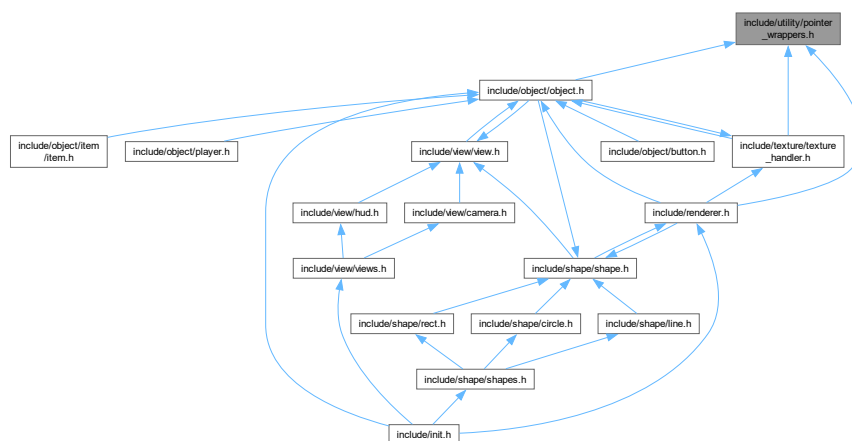 include/utility/pointer
_wrappers.h
include/object/object.h
include/object/item
/item.h
include/object/player.h
include/view/view.h
include/object/button.h
include/texture/texture
_handler.h
include/view/hud.h
include/view/camera.h
include/renderer.h
include/view/views.h
include/shape/shape.h
include/shape/rect.h
include/shape/circle.h
include/shape/line.h
include/shape/shapes.h
include/init.h